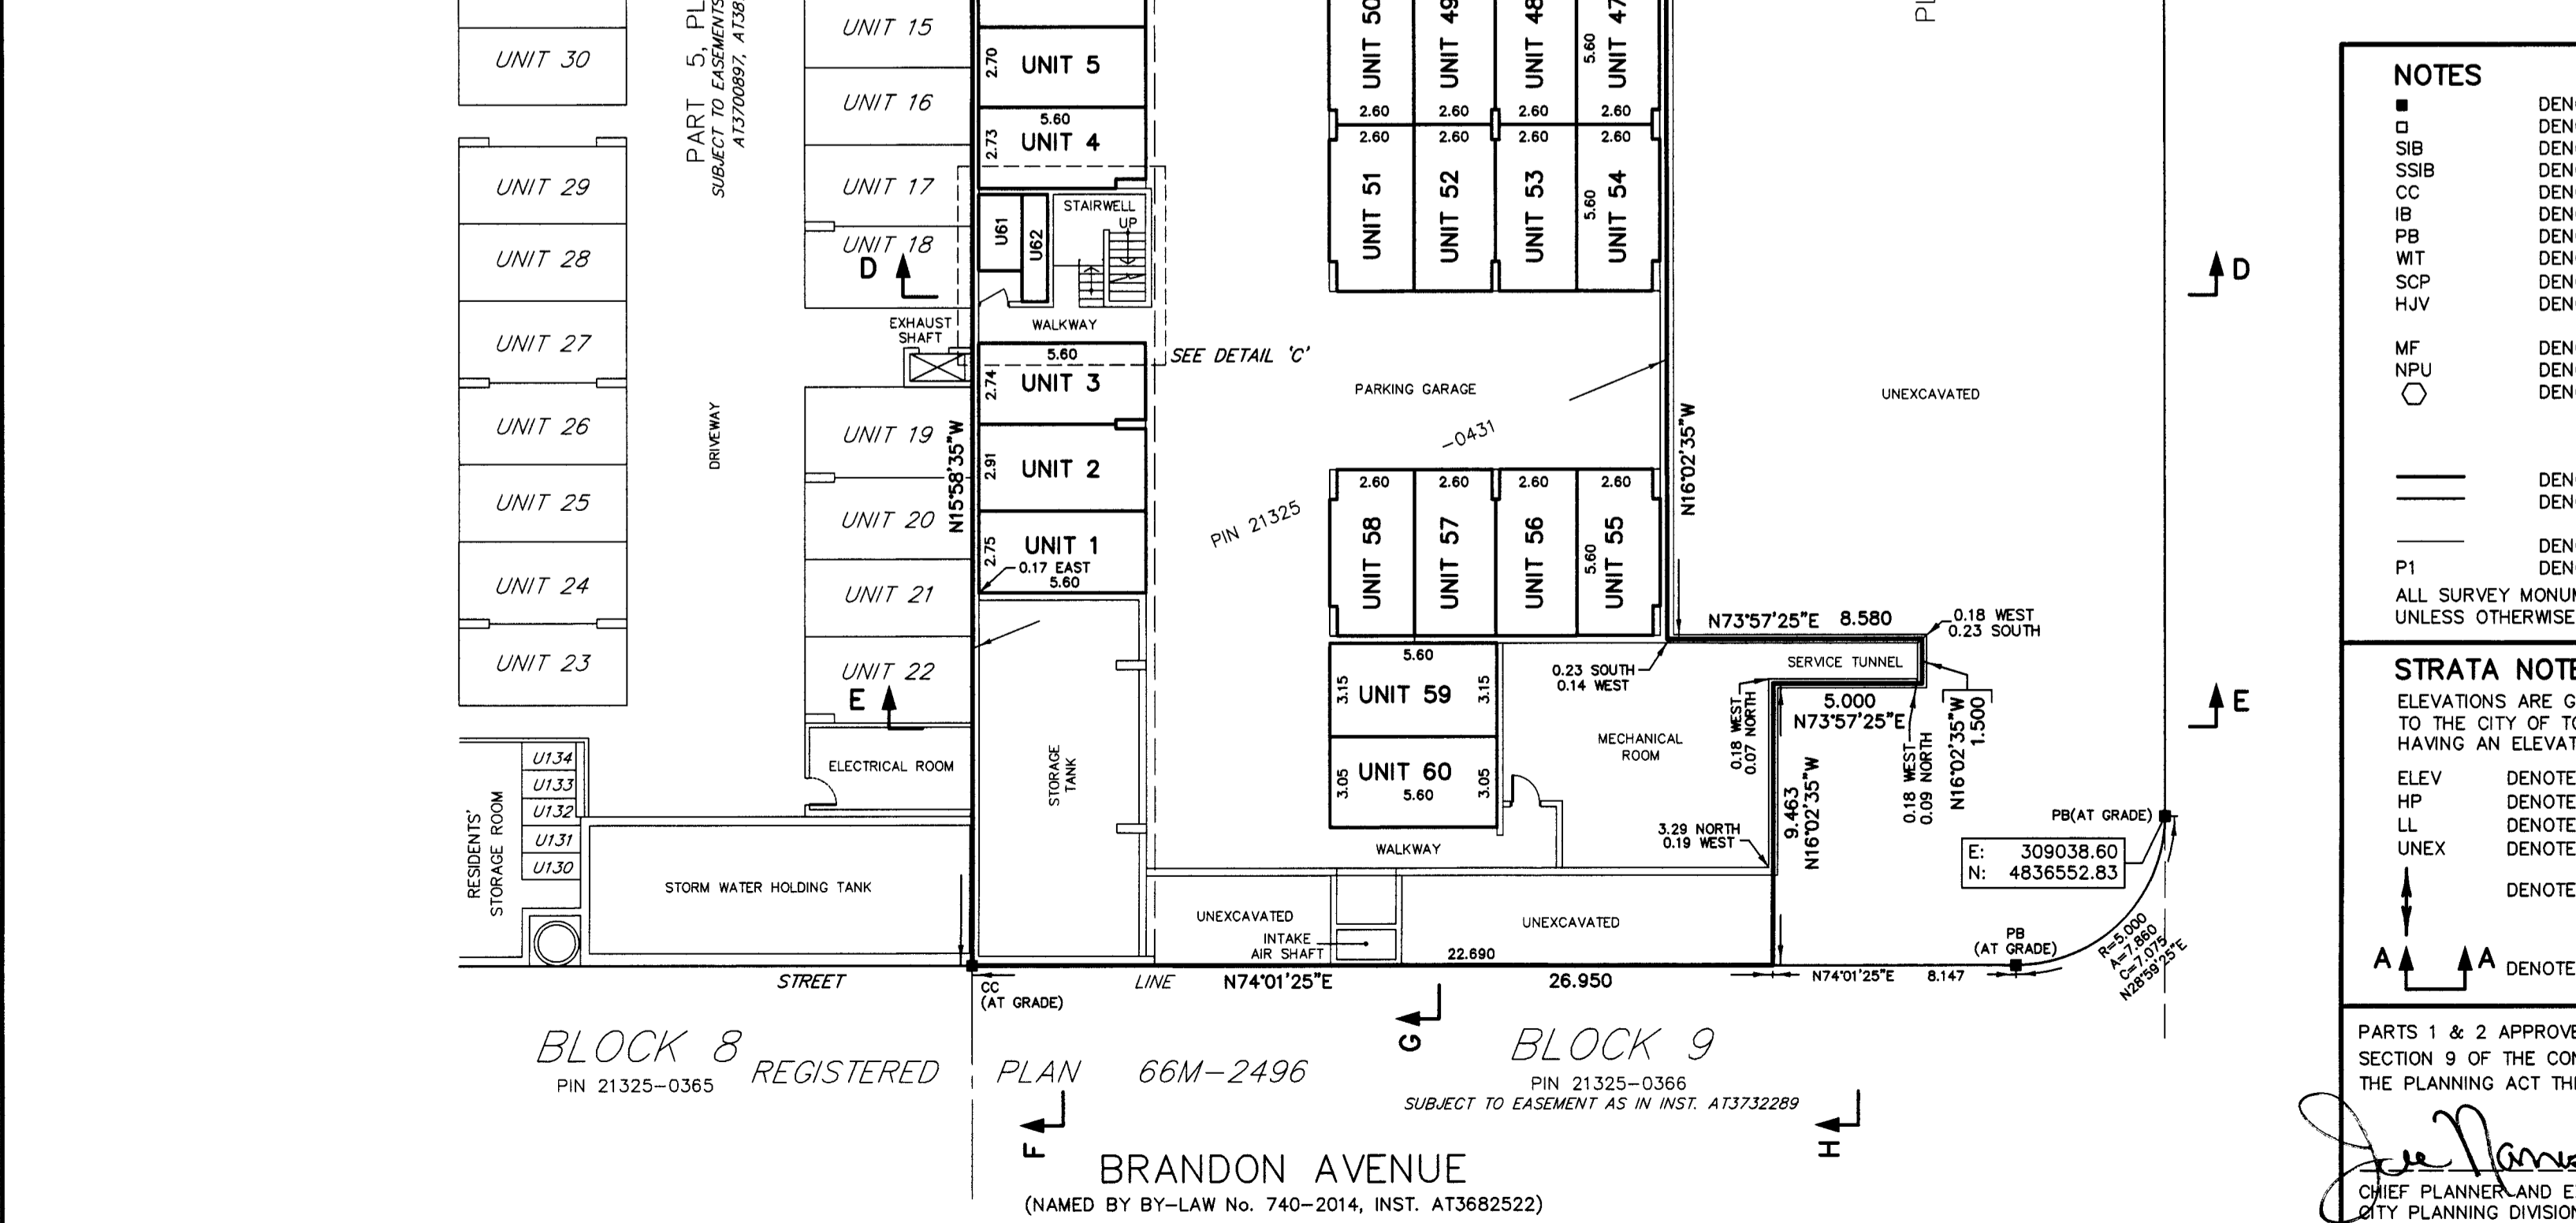 UNIT 30
UNIT 29
UNIT 28
UNIT 27
UNIT 26
UNIT 25
UNIT 24
UNIT 23
PART 5,
SUBJECT TO EASEMENTS
AT3700897,
DRIVEWAY
UNIT 15
UNIT 16
UNIT 17
UNIT 18
D
EXHAUST
SHAFT
UNIT 19
UNIT 20
UNIT 21
UNIT 22
E
ELECTRICAL ROOM
RESIDENTS'
STORAGE ROOM
U134
U133
U132
U131
U130
STORM WATER HOLDING TANK
N15°58'35"W
2.70 UNIT 5
5.60
2.73 UNIT 4
U61
U62
STAIRWELL
UP
WALKWAY
5.60
2.74 UNIT 3
SEE DETAIL 'C'
2.91 UNIT 2
2.75 UNIT 1
0.17 EAST
5.60
STORAGE
TANK
UNIT 50
UNIT 49
UNIT 48
5.60 UNIT 47
2.60 2.60 2.60 2.60
2.60 2.60 2.60 2.60
UNIT 51
UNIT 52
UNIT 53
5.60 UNIT 54
PARKING GARAGE
-0431
PIN 21325
2.60 2.60 2.60 2.60
UNIT 58
UNIT 57
UNIT 56
5.60 UNIT 55
5.60
3.15 UNIT 59 3.15
3.05 UNIT 60 3.05
5.60
MECHANICAL
ROOM
WALKWAY
UNEXCAVATED
INTAKE
AIR SHAFT
UNEXCAVATED
22.690
UNEXCAVATED
N16°02'35"W
N73°57'25"E 8.580
0.18 WEST
0.23 SOUTH
SERVICE TUNNEL
0.23 SOUTH
0.14 WEST
5.000
N73°57'25"E
0.18 WEST
0.07 NORTH
0.18 WEST
0.09 NORTH
N16°02'35"W
1.500
9.463
N16°02'35"W
3.29 NORTH
0.19 WEST
D
E
PB(AT GRADE)
E: 309038.60
N: 4836552.83
PB
(AT GRADE)
R=5.000
A=7.860
C=7.075
N28°59'25"E
STREET
CC
(AT GRADE)
LINE N74°01'25"E 26.950
N74°01'25"E 8.147
G
BLOCK 8
PIN 21325-0365
REGISTERED PLAN 66M-2496
BLOCK 9
PIN 21325-0366
SUBJECT TO EASEMENT AS IN INST. AT3732289
F
H
BRANDON AVENUE
(NAMED BY BY-LAW No. 740-2014, INST. AT3682522)
NOTES
SIB
SSIB
CC
IB
PB
WIT
SCP
HJV
MF
NPU
P1
UNLESS OTHERWISE
STRATA
ELEVATIONS ARE
TO THE CITY OF
HAVING AN
ELEV
HP
LL
UNEX
A A
PARTS 1 & 2
SECTION 9 OF THE
THE PLANNING ACT
CHIEF PLANNER AND
CITY PLANNING DIVISION